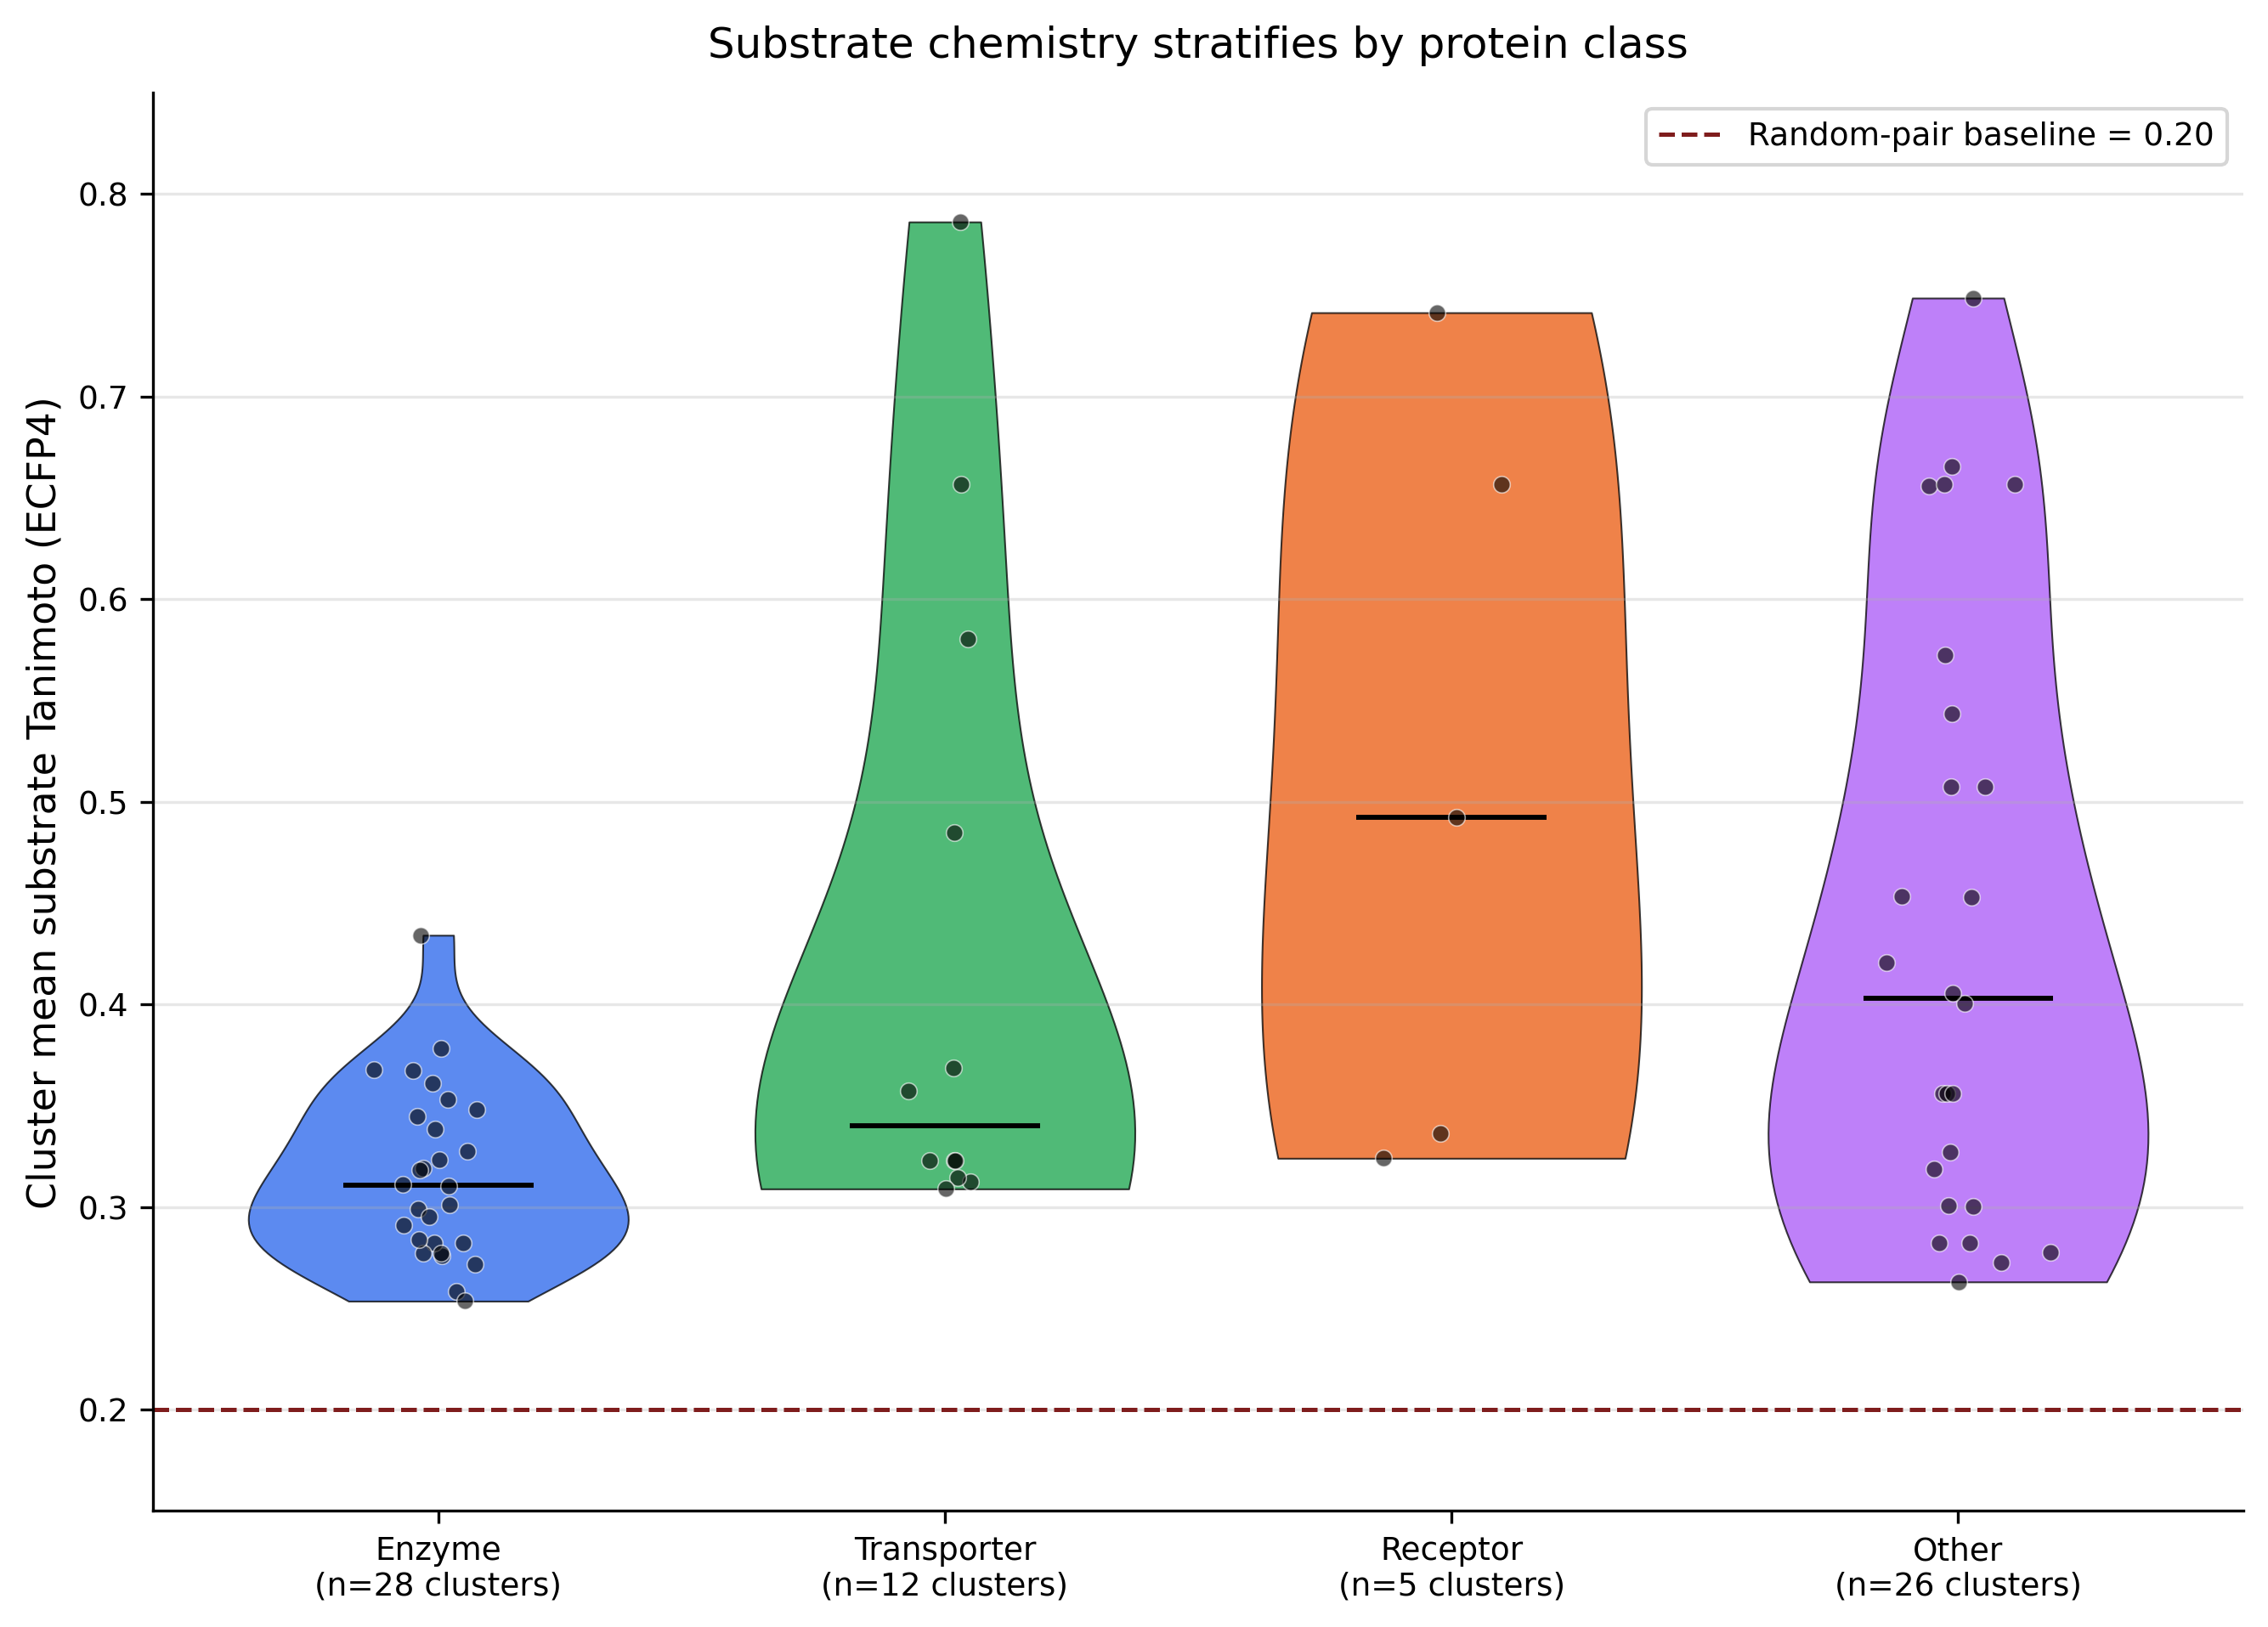 Substrate chemistry stratifies by protein class
Random-pair baseline = 0.20
Cluster mean substrate Tanimoto (ECFP4)
0.8
0.7
0.6
0.5
0.4
0.3
0.2
Enzyme
(n=28 clusters)
Transporter
(n=12 clusters)
Receptor
(n=5 clusters)
Other
(n=26 clusters)